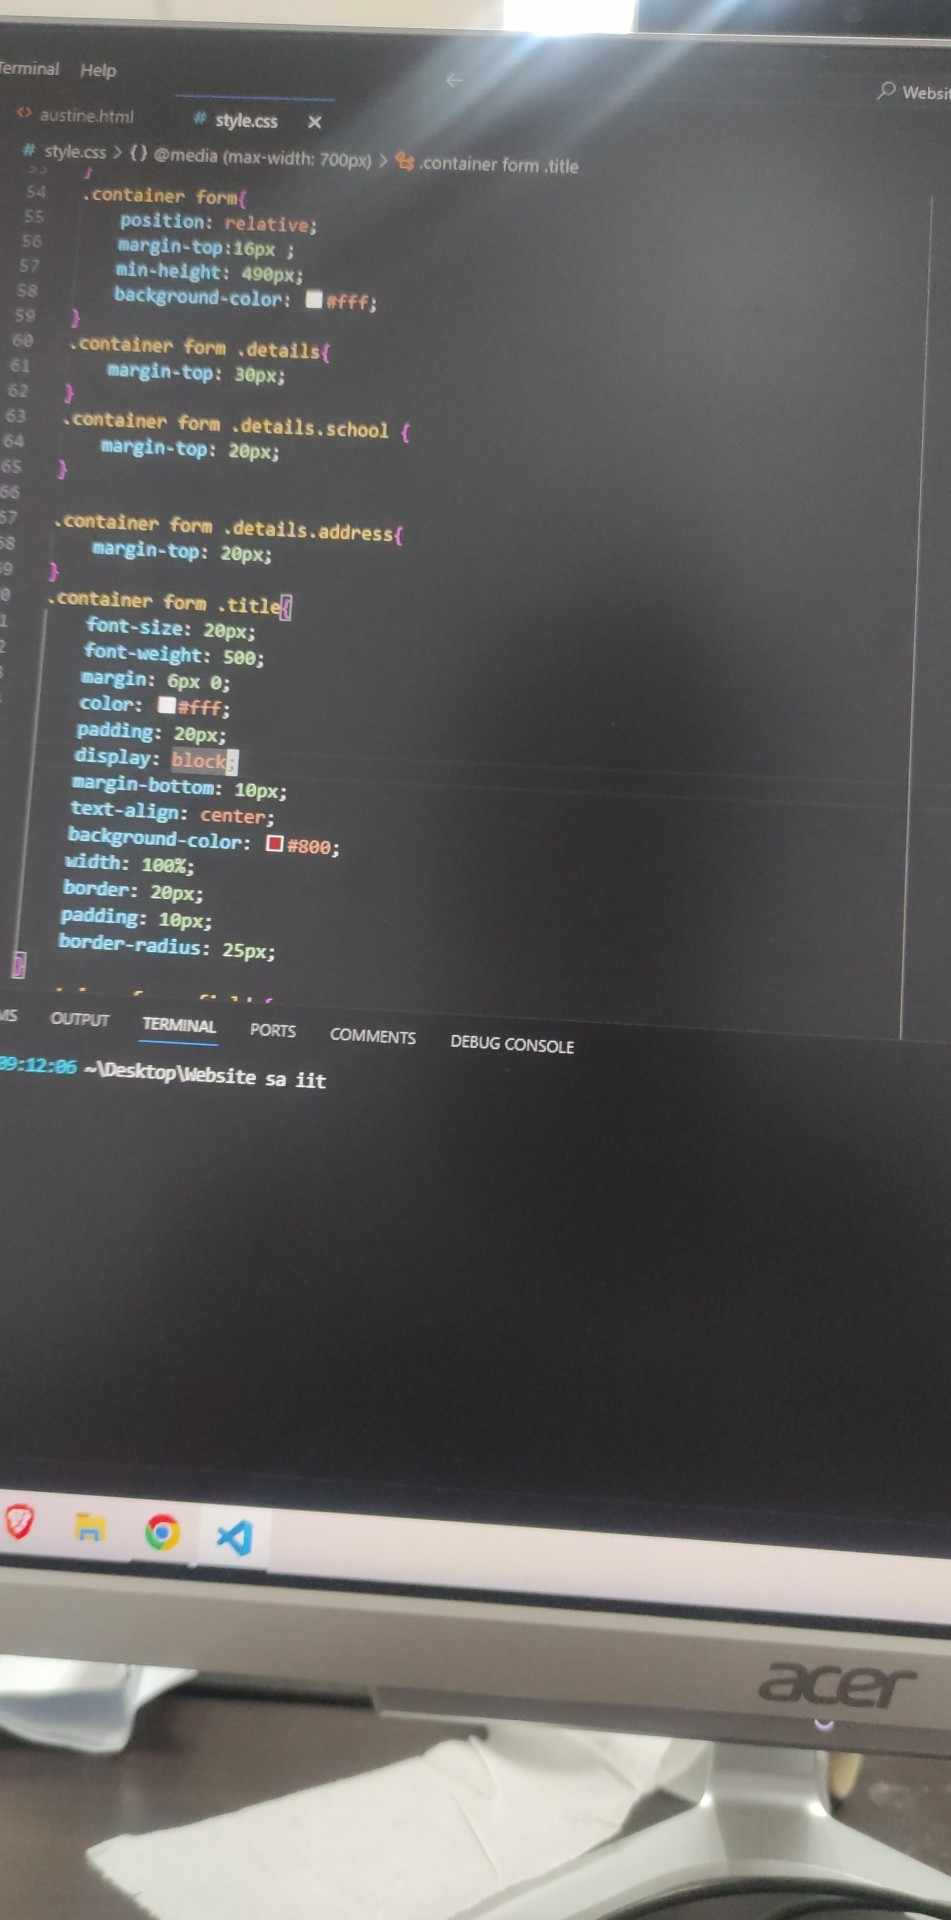 Terminal Help
Websit
austine.html # style.css ×
# style.css > {} @media (max-width: 700px) > .container form .title
53 }
54 .container form{
55 position: relative;
56 margin-top:16px ;
57 min-height: 490px;
58 background-color: #fff;
59 }
60 .container form .details{
61 margin-top: 30px;
62 }
63 .container form .details.school {
64 margin-top: 20px;
65 }
66
67 .container form .details.address{
68 margin-top: 20px;
69 }
0 .container form .title{
1 font-size: 20px;
2 font-weight: 500;
3 margin: 6px 0;
color: #fff;
padding: 20px;
display: block;
margin-bottom: 10px;
text-align: center;
background-color: #800;
width: 100%;
border: 20px;
padding: 10px;
border-radius: 25px;
}
MS OUTPUT TERMINAL PORTS COMMENTS DEBUG CONSOLE
09:12:06 ~\Desktop\Website sa iit
acer